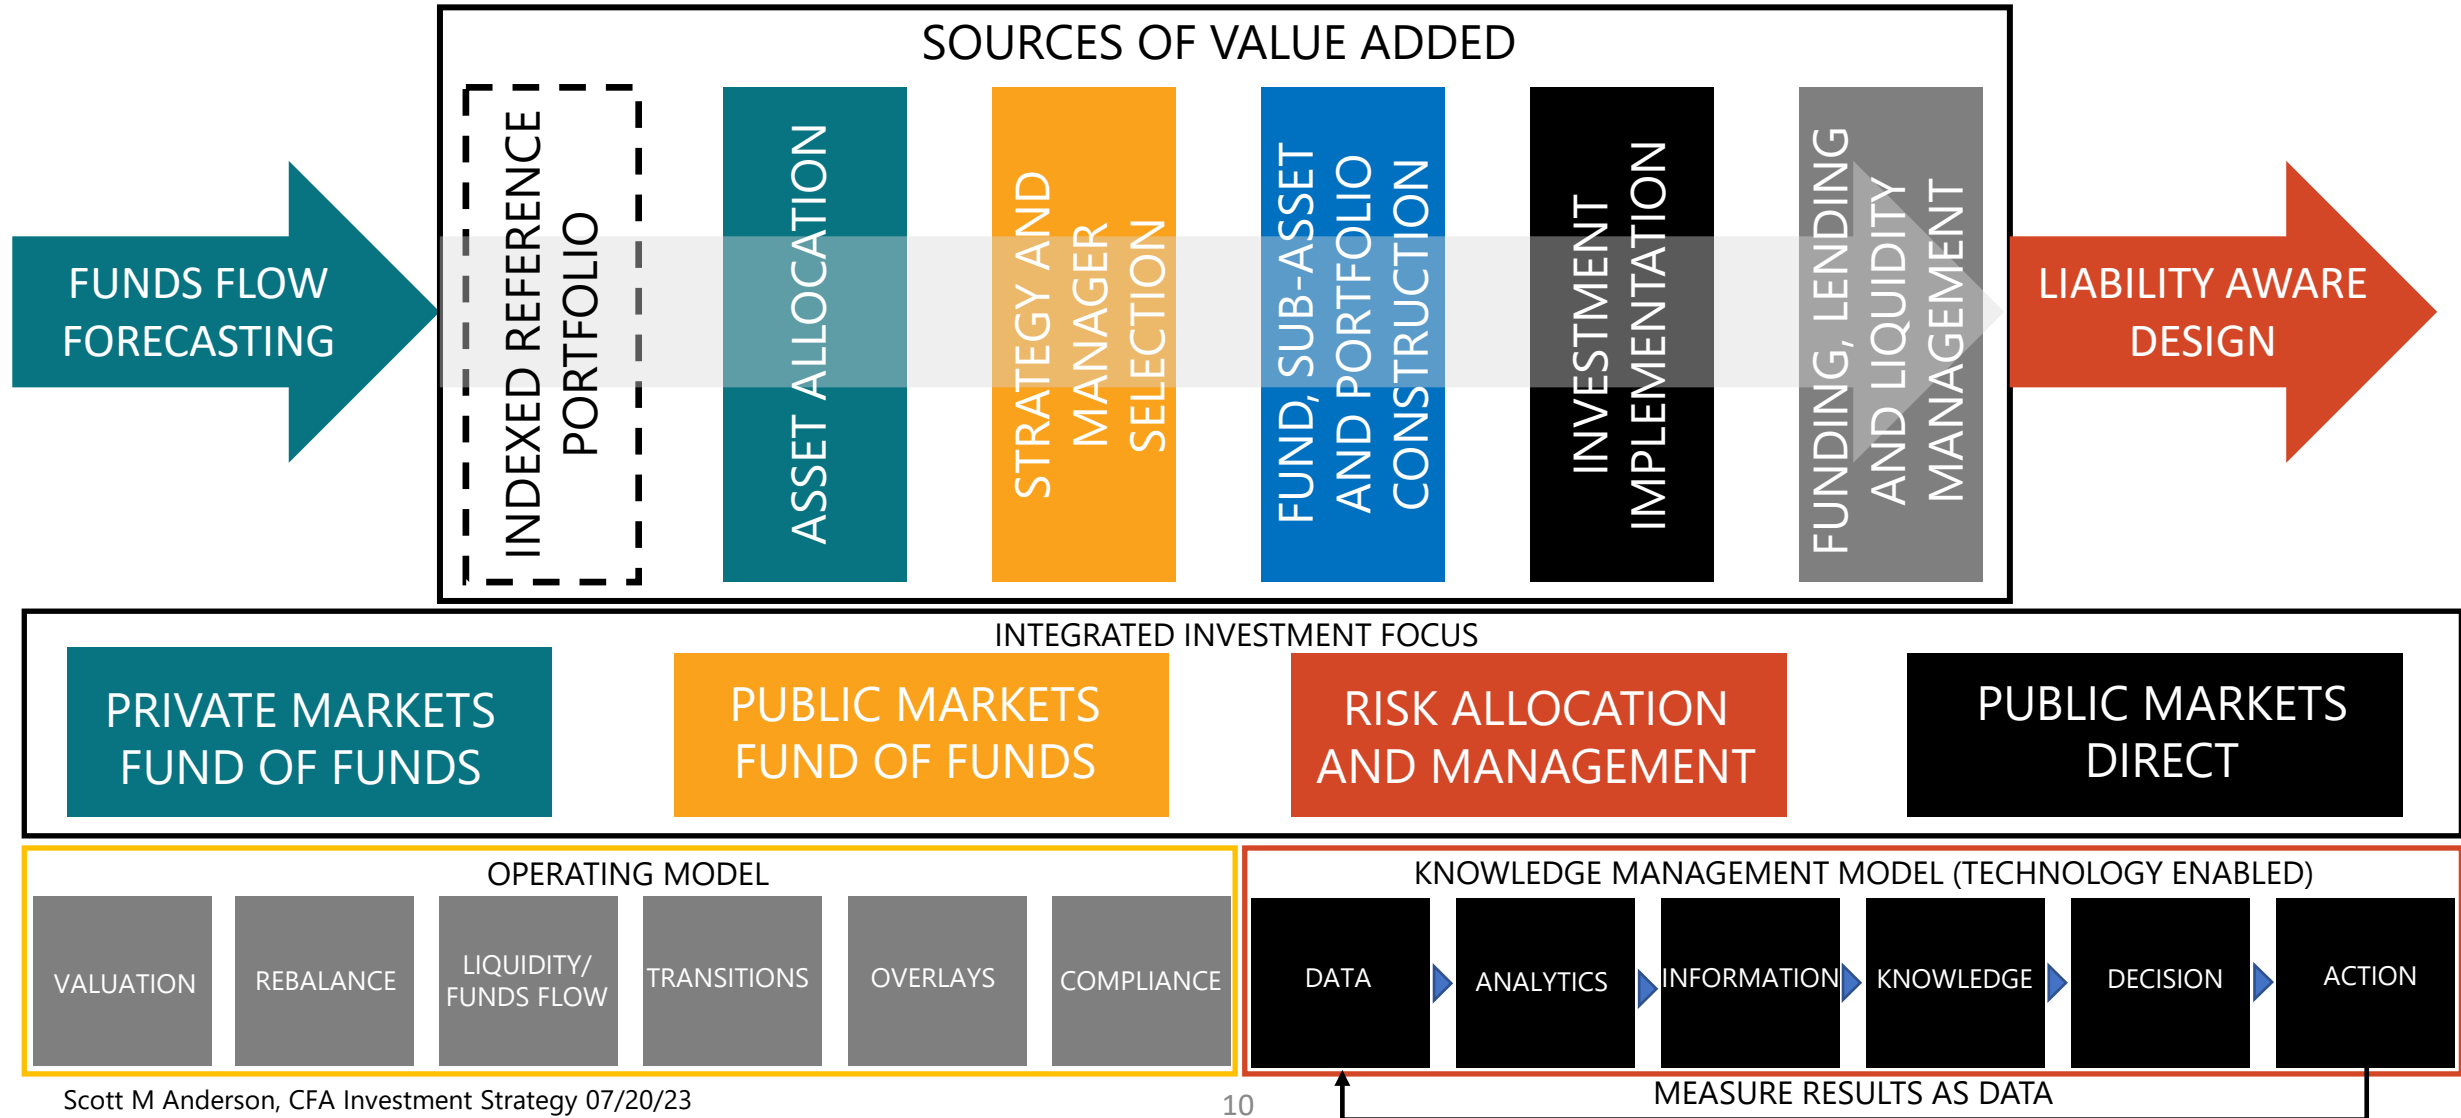 SOURCES OF VALUE ADDED
FUNDS FLOW
FORECASTING
INDEXED REFERENCE
PORTFOLIO
ASSET ALLOCATION
STRATEGY AND
MANAGER
SELECTION
FUND, SUB-ASSET
AND PORTFOLIO
CONSTRUCTION
INVESTMENT
IMPLEMENTATION
FUNDING, LENDING
AND LIQUIDITY
MANAGEMENT
LIABILITY AWARE
DESIGN
INTEGRATED INVESTMENT FOCUS
PRIVATE MARKETS
FUND OF FUNDS
PUBLIC MARKETS
FUND OF FUNDS
RISK ALLOCATION
AND MANAGEMENT
PUBLIC MARKETS
DIRECT
OPERATING MODEL
VALUATION
REBALANCE
LIQUIDITY/
FUNDS FLOW
TRANSITIONS
OVERLAYS
COMPLIANCE
KNOWLEDGE MANAGEMENT MODEL (TECHNOLOGY ENABLED)
DATA
ANALYTICS
INFORMATION
KNOWLEDGE
DECISION
ACTION
MEASURE RESULTS AS DATA
Scott M Anderson, CFA Investment Strategy 07/20/23
10